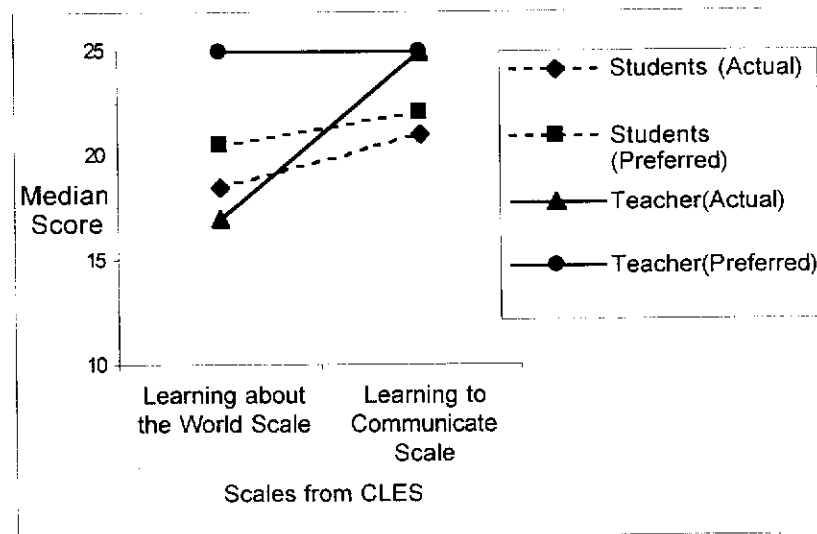 25
20
Median
Score
15
10
Learning about
the World Scale
Learning to
Communicate
Scale
Scales from CLES
Students (Actual)
Students
(Preferred)
Teacher(Actual)
Teacher(Preferred)